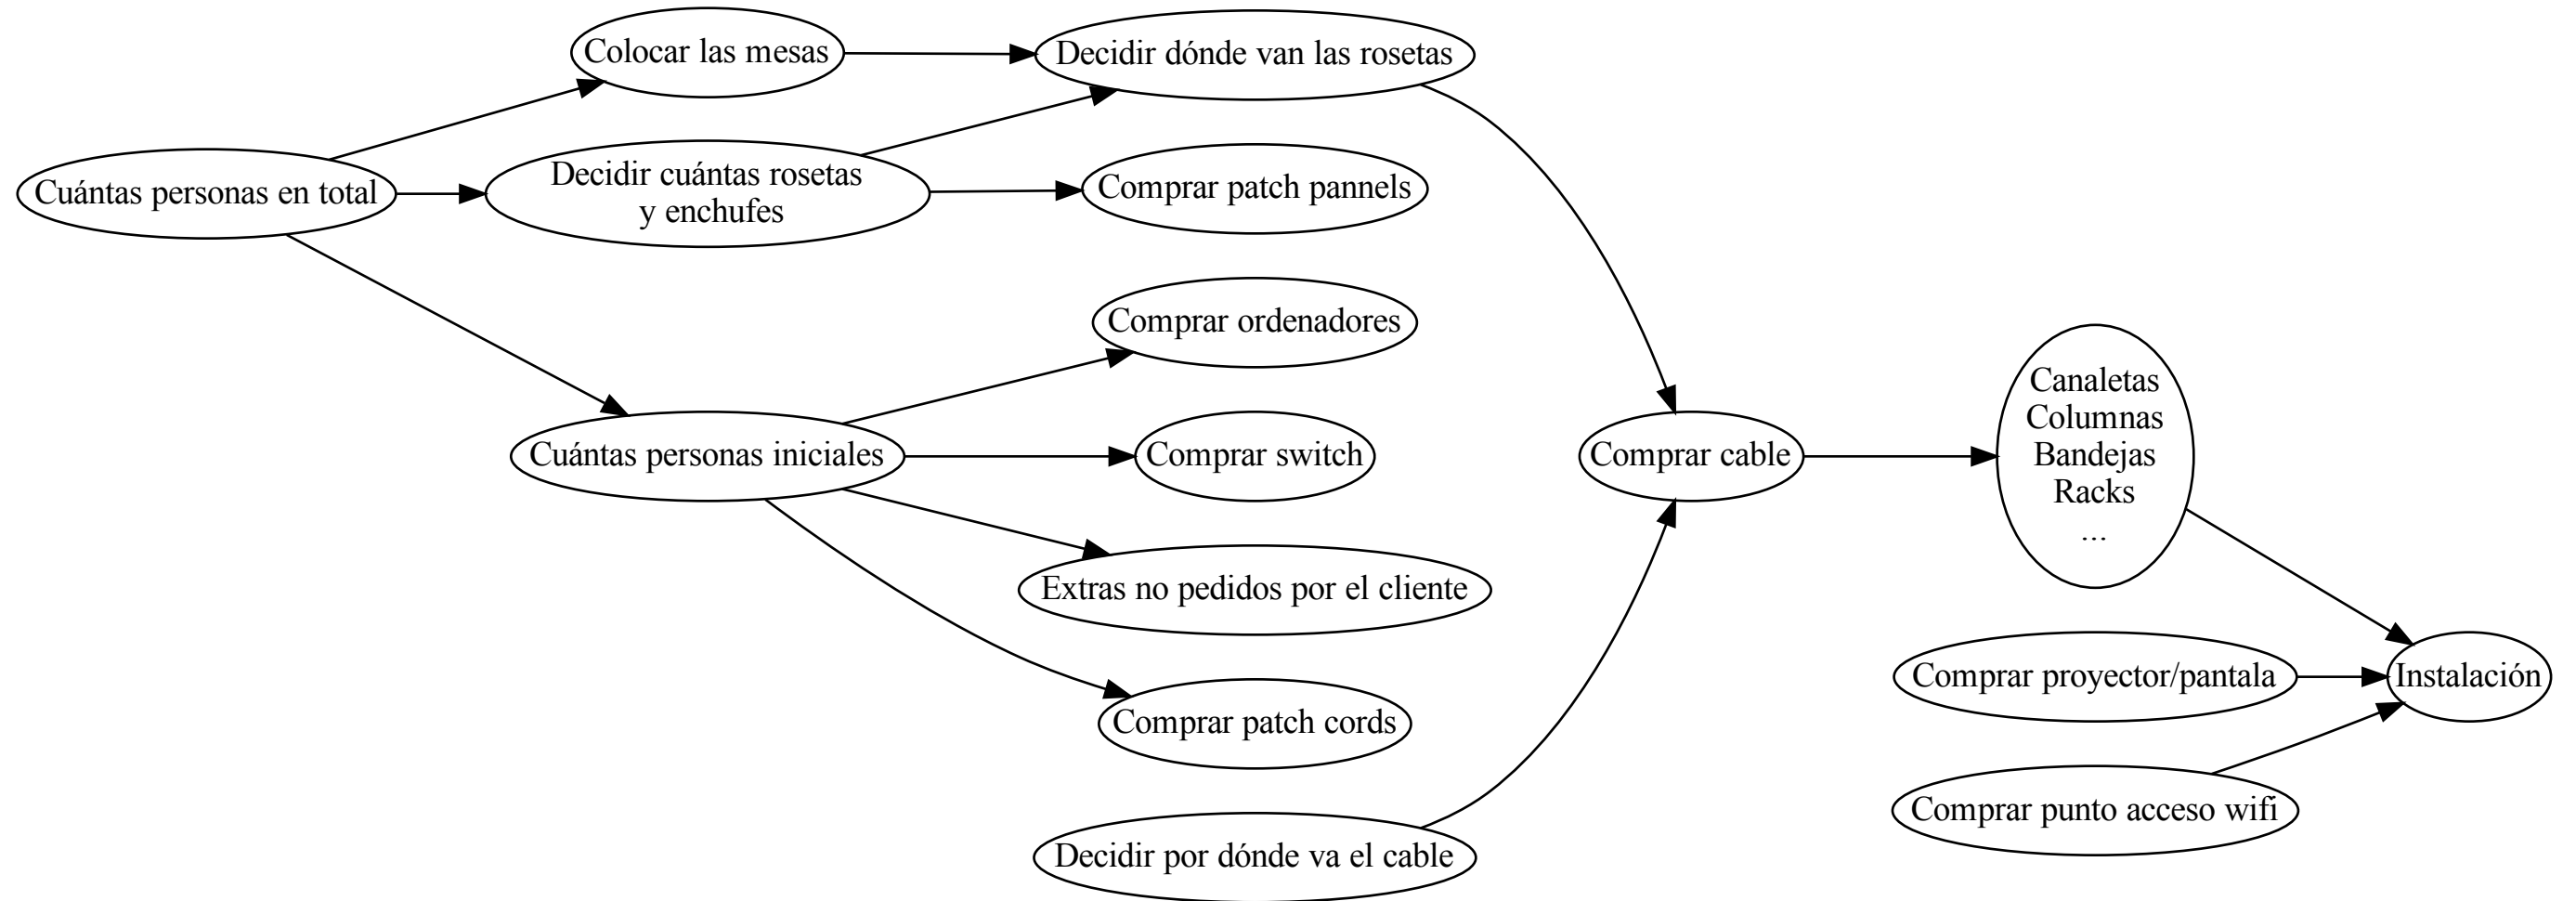 Colocar las mesas
Decidir dónde van las rosetas
Cuántas personas en total
Decidir cuántas rosetas
y enchufes
Comprar patch pannels
Comprar ordenadores
Cuántas personas iniciales
Comprar switch
Comprar cable
Canaletas
Columnas
Bandejas
Racks
...
Extras no pedidos por el cliente
Comprar proyector/pantala
Instalación
Comprar patch cords
Comprar punto acceso wifi
Decidir por dónde va el cable